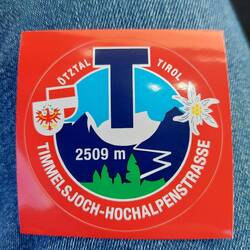 ÖTZTAL TIROL
T
2509 m
TIMMELSJOCH-HOCHALPENSTRASSE